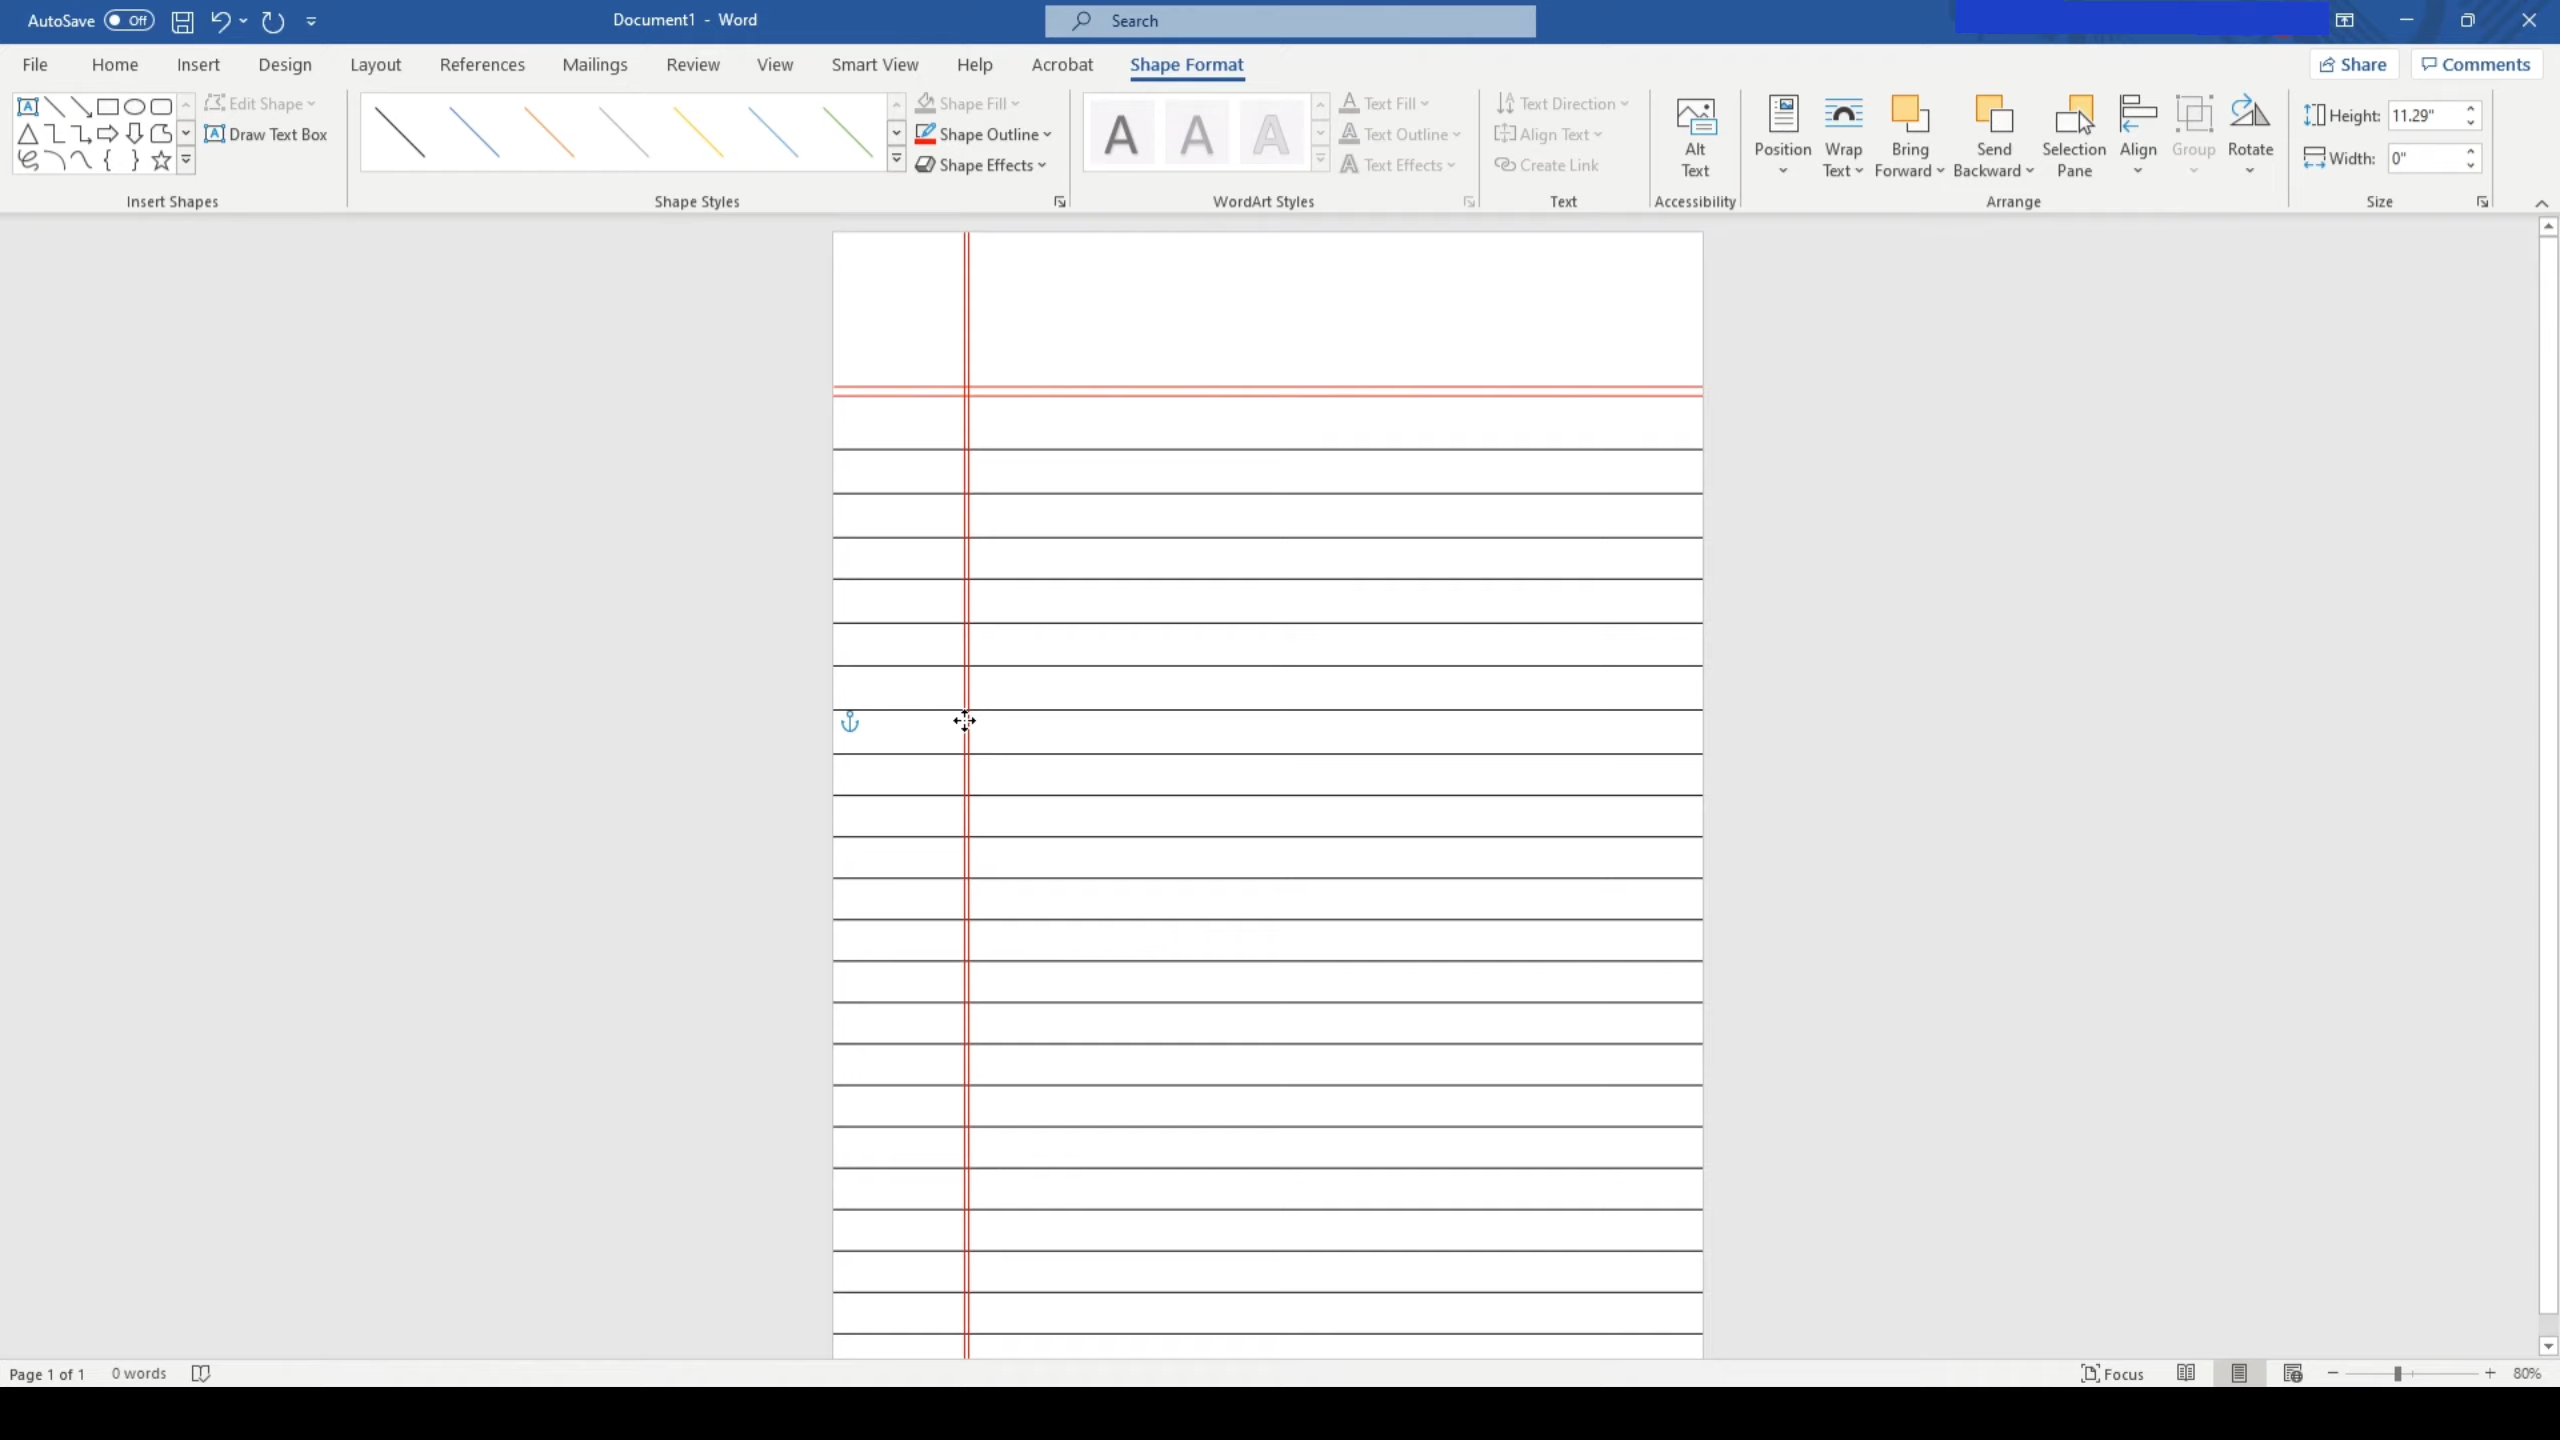 AutoSave Off Document1 - Word Search
File Home Insert Design Layout References Mailings Review View Smart View Help Acrobat Shape Format Share Comments
Edit Shape
Draw Text Box
Insert Shapes
Shape Fill
Shape Outline
Shape Effects
Shape Styles
A A A
Text Fill
Text Outline
Text Effects
WordArt Styles
Text Direction
Align Text
Create Link
Text
Alt
Text
Accessibility
Position
Wrap
Text
Bring
Forward
Send
Backward
Selection
Pane
Align
Group
Rotate
Arrange
Height: 11.29"
Width: 0"
Size
Page 1 of 1 0 words Focus 80%